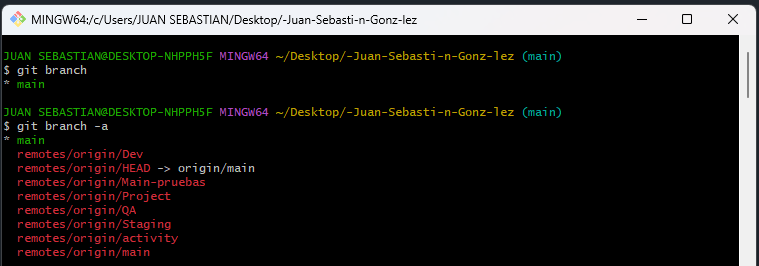 MINGW64:/c/Users/JUAN SEBASTIAN/Desktop/-Juan-Sebasti-n-Gonz-lez
JUAN SEBASTIAN@DESKTOP-NHPPH5F MINGW64 ~/Desktop/-Juan-Sebasti-n-Gonz-lez (main)
$ git branch
* main
JUAN SEBASTIAN@DESKTOP-NHPPH5F MINGW64 ~/Desktop/-Juan-Sebasti-n-Gonz-lez (main)
$ git branch -a
* main
remotes/origin/Dev
remotes/origin/HEAD -> origin/main
remotes/origin/Main-pruebas
remotes/origin/Project
remotes/origin/QA
remotes/origin/Staging
remotes/origin/activity
remotes/origin/main